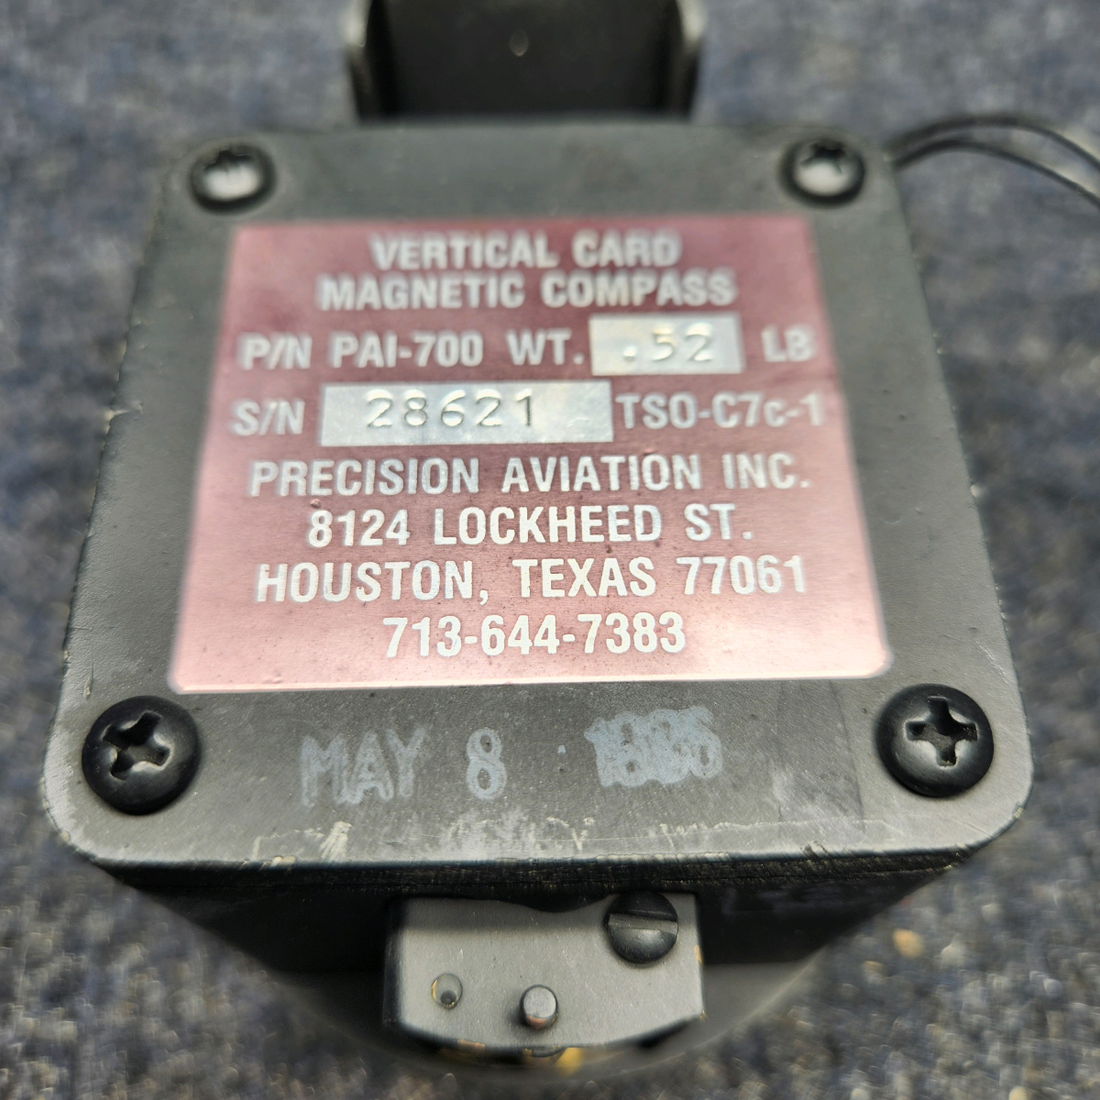 VERTICAL CARD
MAGNETIC COMPASS
P/N PAI-700 WT. .52 LB
S/N 28621 TSO-C7c-1
PRECISION AVIATION INC.
8124 LOCKHEED ST.
HOUSTON, TEXAS 77061
713-644-7383
MAY 8